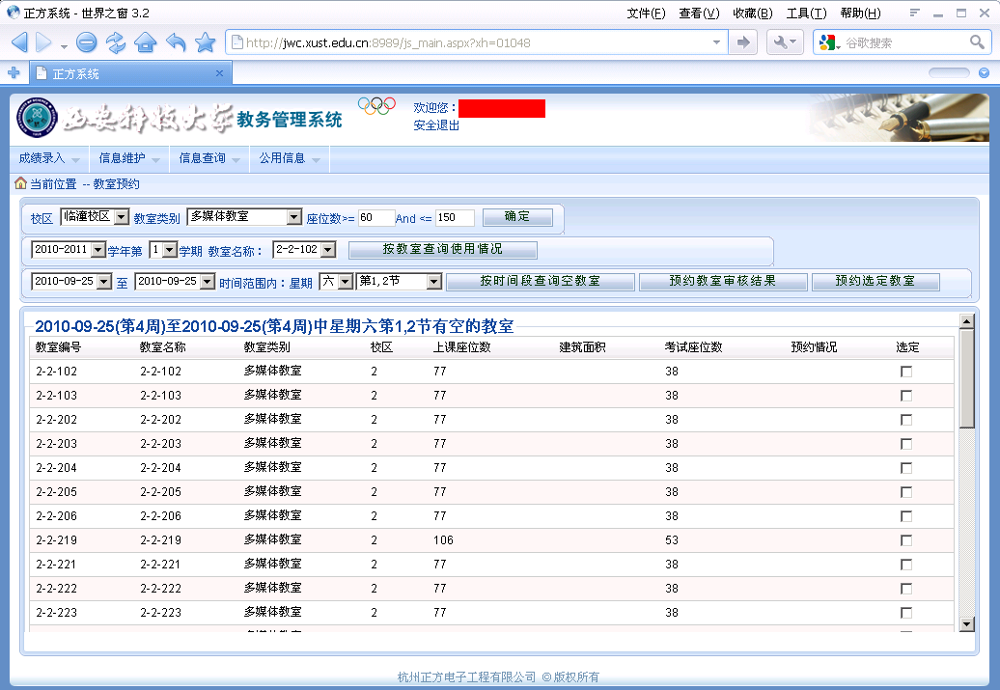 正方系统 - 世界之窗 3.2 文件(F) 查看(V) 收藏(B) 工具(T) 帮助(H)
http://jwc.xust.edu.cn:8989/js_main.aspx?xh=01048 谷歌搜索
正方系统
西安科技大学 教务管理系统 欢迎您：
安全退出
成绩录入 信息维护 信息查询 公用信息
当前位置 -- 教室预约
校区 临潼校区 教室类别 多媒体教室 座位数>= 60 And <= 150 确定
2010-2011 学年第 1 学期 教室名称： 2-2-102 按教室查询使用情况
2010-09-25 至 2010-09-25 时间范围内：星期 六 第1,2节 按时间段查询空教室 预约教室审核结果 预约选定教室
2010-09-25(第4周)至2010-09-25(第4周)中星期六第1,2节有空的教室
教室编号 教室名称 教室类别 校区 上课座位数 建筑面积 考试座位数 预约情况 选定
2-2-102 2-2-102 多媒体教室 2 77 38
2-2-103 2-2-103 多媒体教室 2 77 38
2-2-202 2-2-202 多媒体教室 2 77 38
2-2-203 2-2-203 多媒体教室 2 77 38
2-2-204 2-2-204 多媒体教室 2 77 38
2-2-205 2-2-205 多媒体教室 2 77 38
2-2-206 2-2-206 多媒体教室 2 77 38
2-2-219 2-2-219 多媒体教室 2 106 53
2-2-221 2-2-221 多媒体教室 2 77 38
2-2-222 2-2-222 多媒体教室 2 77 38
2-2-223 2-2-223 多媒体教室 2 77 38
杭州正方电子工程有限公司 ©版权所有